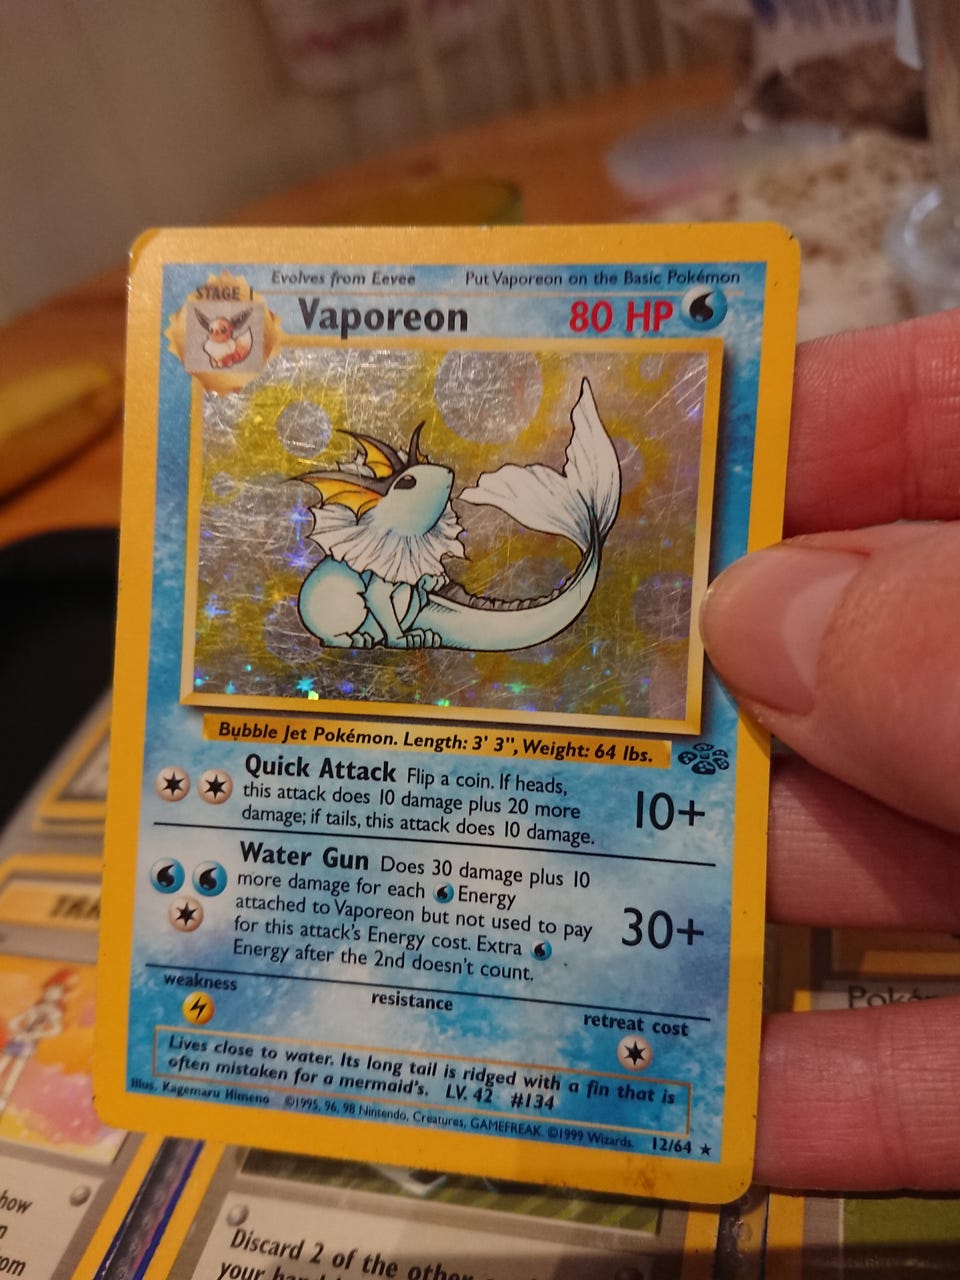 Evolves from Eevee Put Vaporeon on the Basic Pokémon
STAGE 1
Vaporeon 80 HP
Bubble Jet Pokémon. Length: 3' 3", Weight: 64 lbs.
Quick Attack Flip a coin. If heads,
this attack does 10 damage plus 20 more
damage; if tails, this attack does 10 damage.
10+
Water Gun Does 30 damage plus 10
more damage for each Energy
attached to Vaporeon but not used to pay
for this attack's Energy cost. Extra
Energy after the 2nd doesn't count.
30+
weakness
resistance
retreat cost
Lives close to water. Its long tail is ridged with a fin that is
often mistaken for a mermaid's. LV. 42 #134
Illus. Kagemaru Himeno ©1995, 96, 98 Nintendo, Creatures, GAMEFREAK. ©1999 Wizards. 12/64
Discard 2 of the other